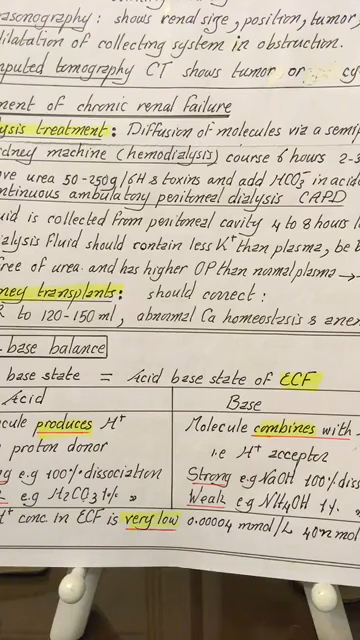 asonography: shows renal size, position, tumor,
dilatation of collecting system in obstruction.
mputed tomography CT shows tumor, or cy
ment of chronic renal failure
ysis treatment: Diffusion of molecules via a semip
dney machine (hemodialysis) course 6 hours 2-3
ve urea 50-250g/6H & toxins and add HCO3⁻ in acido
ntinuous ambulatory peritoneal dialysis CAPD
uid is collected from peritoneal cavity 4 to 8 hours l
alysis fluid should contain less K⁺ than plasma, be b
free of urea and has higher OP than normal plasma →
ney transplants: should correct:
R to 120-150 ml, abnormal Ca homeostasis & anem
base balance
base state = Acid base state of ECF
Acid Base
cule produces H⁺ Molecule combines with
proton donor i.e H⁺ acceptor
ng e.g 100% dissociation Strong e.g NaOH 100% diss
e.g H2CO3 1% » Weak e.g NH4OH 1% »
H⁺ conc. in ECF is very low 0.00004 mmol/L 40 nmol